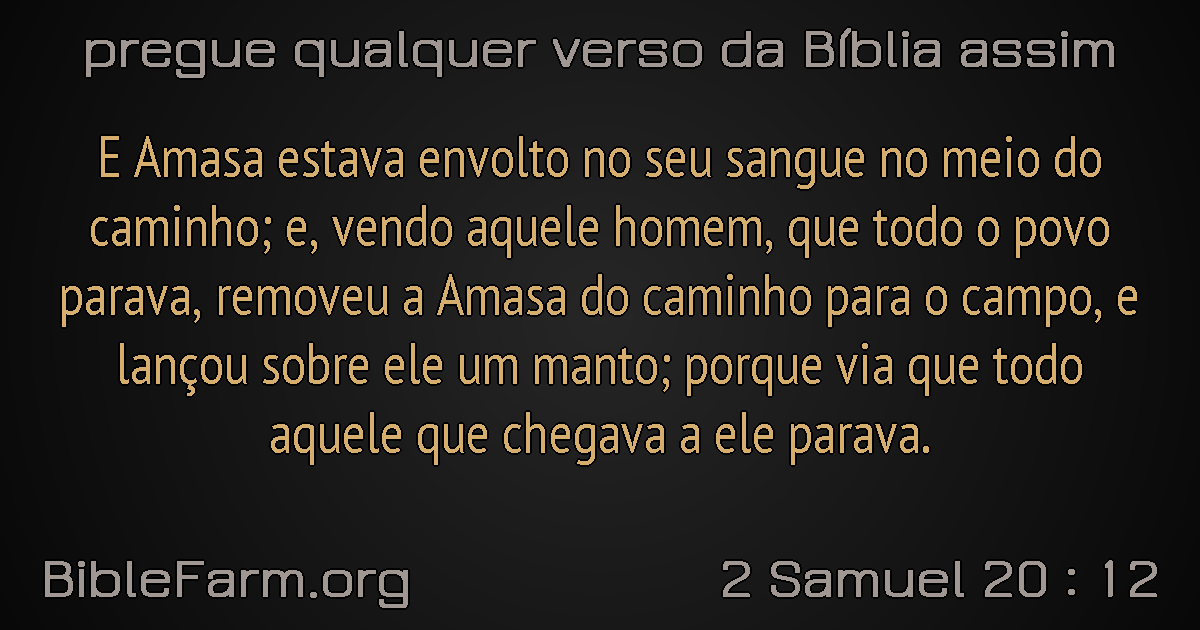 pregue qualquer verso da Bíblia assim
E Amasa estava envolto no seu sangue no meio do
caminho; e, vendo aquele homem, que todo o povo
parava, removeu a Amasa do caminho para o campo, e
lançou sobre ele um manto; porque via que todo
aquele que chegava a ele parava.
BibleFarm.org
2 Samuel 20 : 12